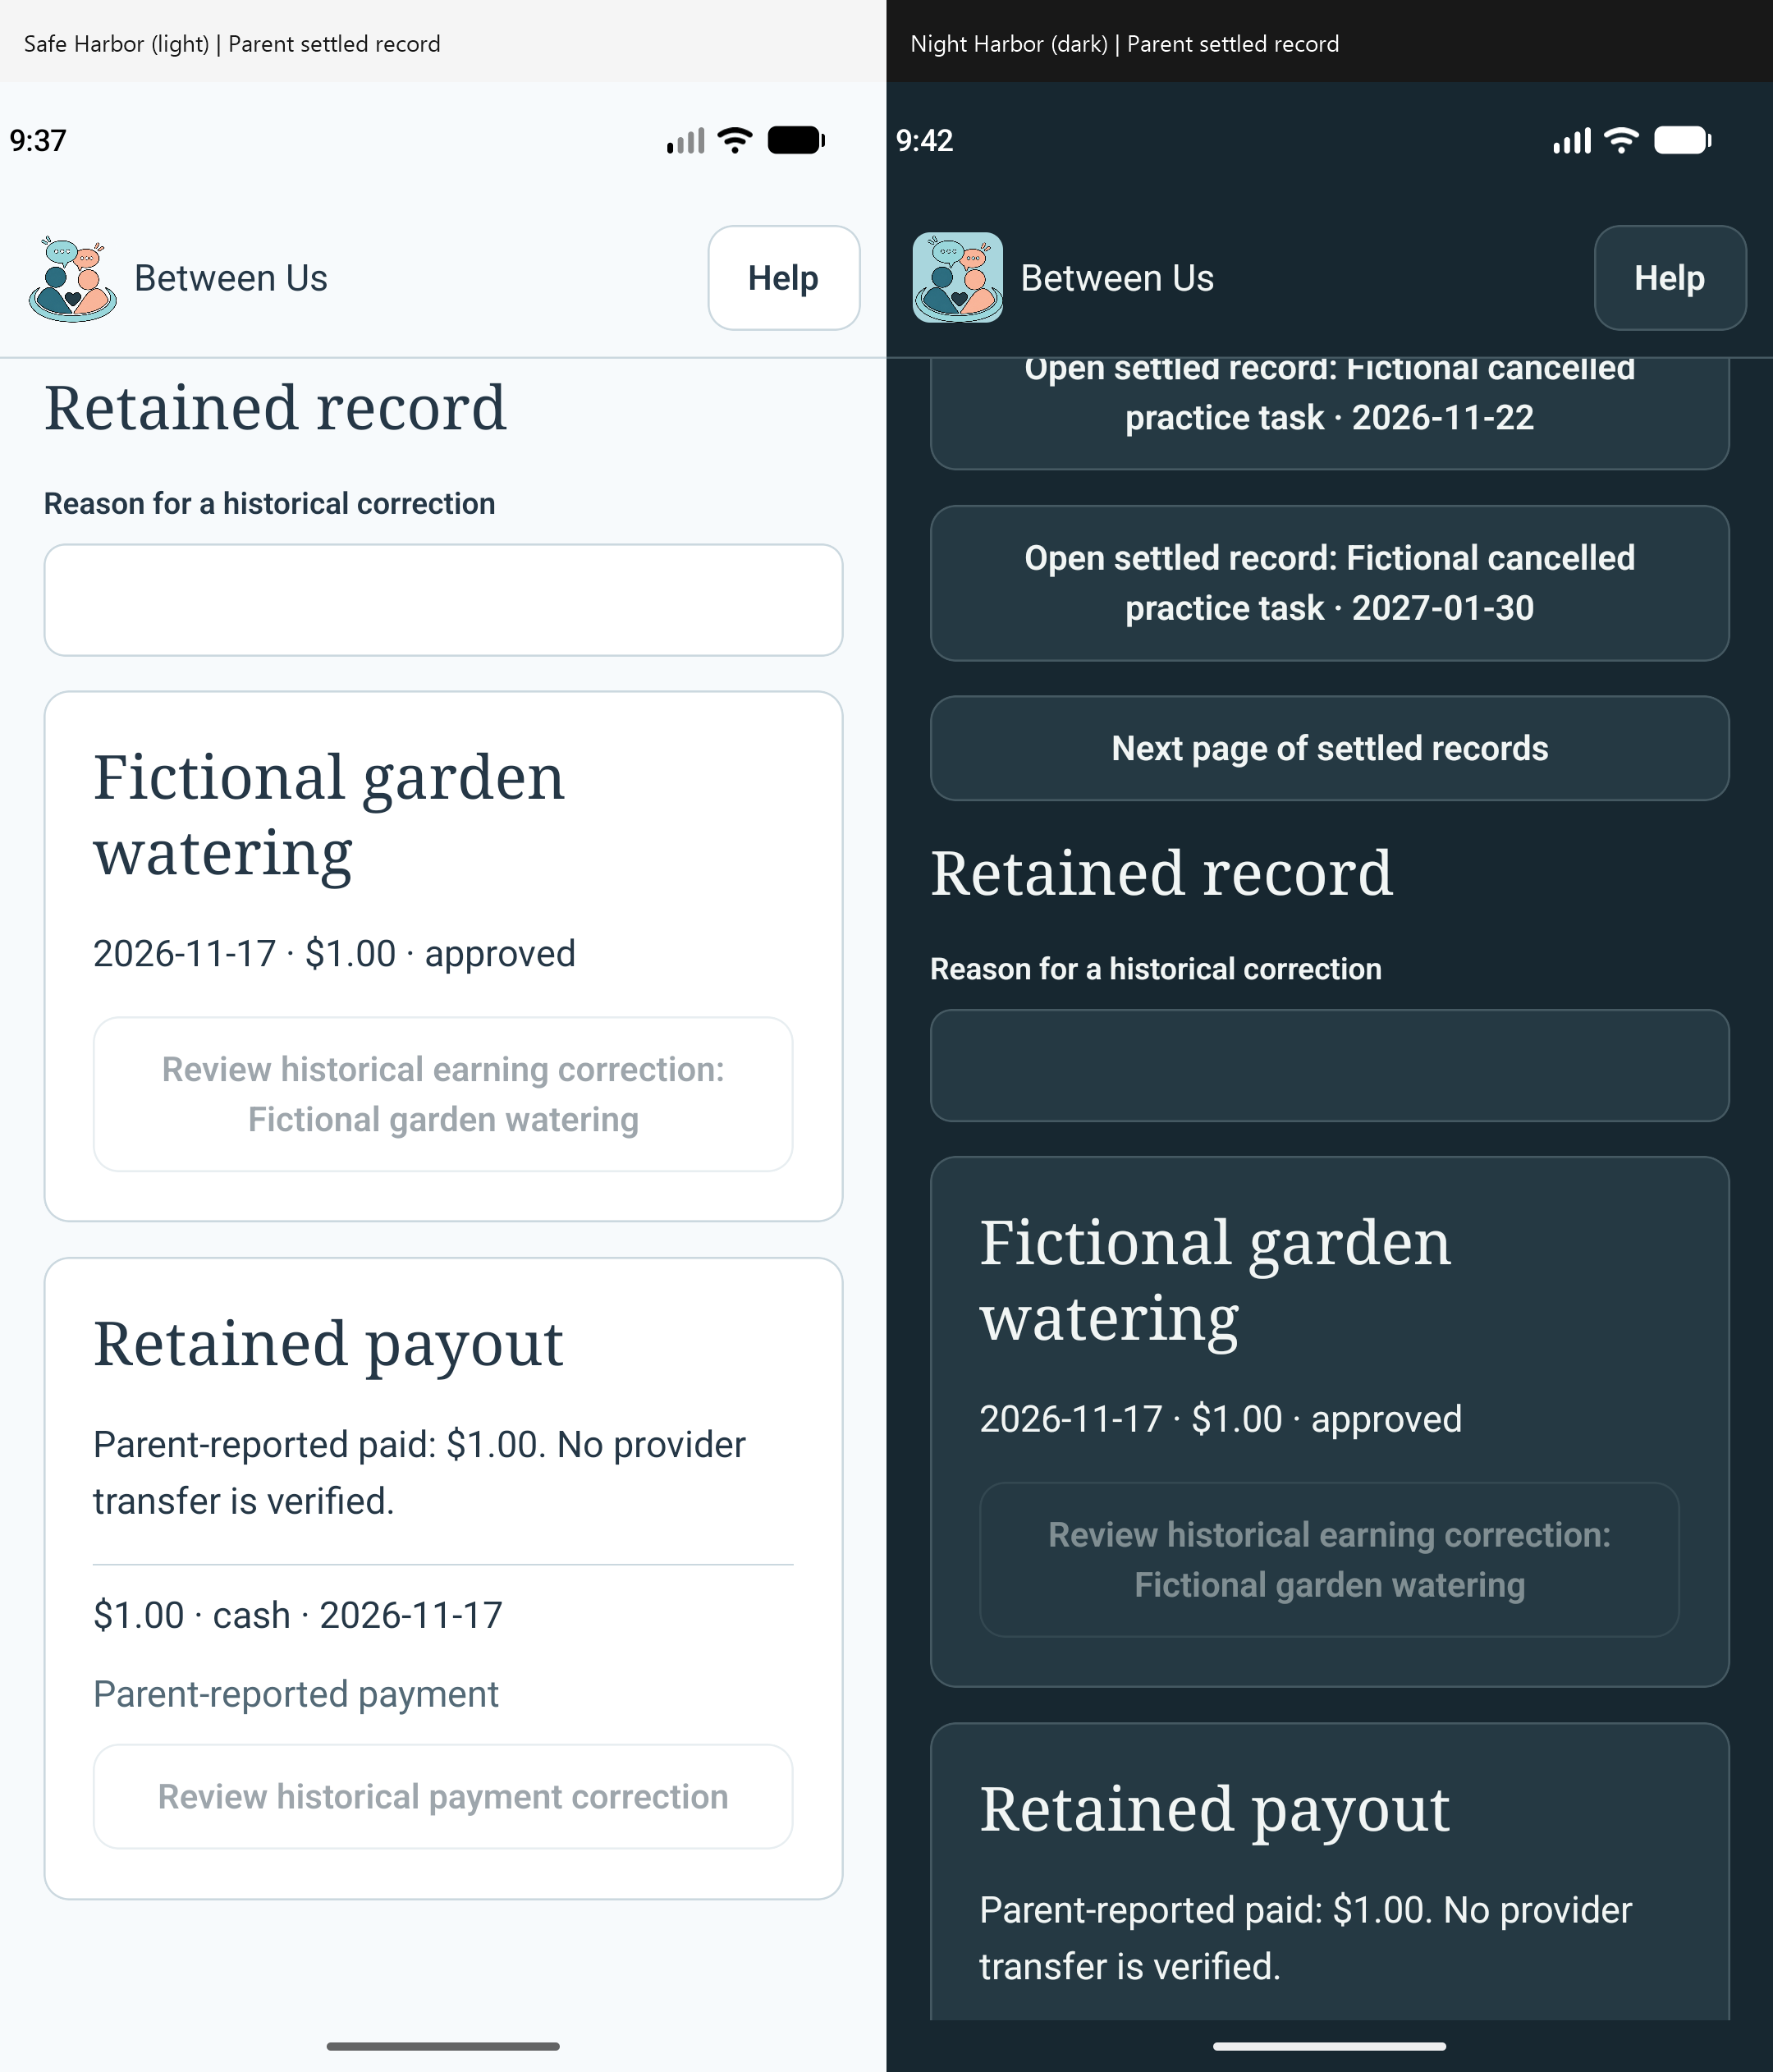 Safe Harbor (light) | Parent settled record
9:37
Between Us
Help
Retained record
Reason for a historical correction
Fictional garden
watering
2026-11-17 · $1.00 · approved
Review historical earning correction:
Fictional garden watering
Retained payout
Parent-reported paid: $1.00. No provider
transfer is verified.
$1.00 · cash · 2026-11-17
Parent-reported payment
Review historical payment correction
Night Harbor (dark) | Parent settled record
9:42
Between Us
Help
Open settled record: Fictional cancelled
practice task · 2026-11-22
Open settled record: Fictional cancelled
practice task · 2027-01-30
Next page of settled records
Retained record
Reason for a historical correction
Fictional garden
watering
2026-11-17 · $1.00 · approved
Review historical earning correction:
Fictional garden watering
Retained payout
Parent-reported paid: $1.00. No provider
transfer is verified.